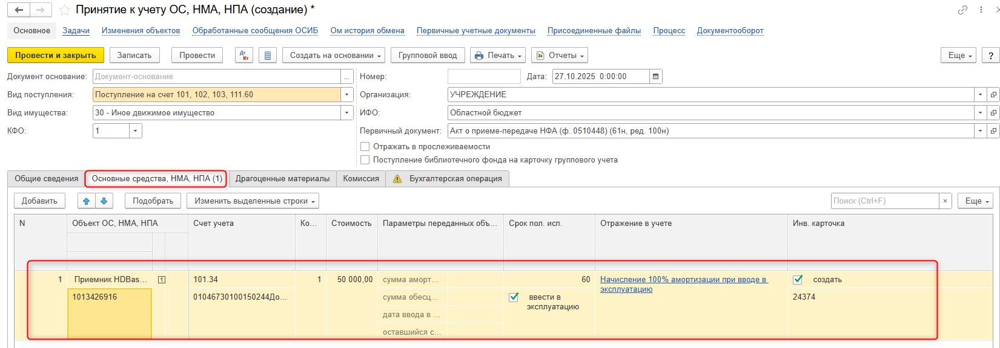 Принятие к учету ОС, НМА, НПА (создание) *
Основное Задачи Изменения объектов Обработанные сообщения ОСИБ Ом история обмена Первичные учетные документы Присоединенные файлы Процесс Документооборот
Провести и закрыть Записать Провести Дт Кт Создать на основании Групповой ввод Печать Отчеты Еще ?
Документ основание: Документ-основание ... Номер: Дата: 27.10.2025 0:00:00
Вид поступления: Поступление на счет 101, 102, 103, 111.60 Организация: УЧРЕЖДЕНИЕ
Вид имущества: 30 - Иное движимое имущество ИФО: Областной бюджет
КФО: 1 Первичный документ: Акт о приеме-передаче НФА (ф. 0510448) (61н, ред. 100н)
Отражать в прослеживаемости
Поступление библиотечного фонда на карточку группового учета
Общие сведения Основные средства, НМА, НПА (1) Драгоценные материалы Комиссия Бухгалтерская операция
Добавить Подобрать Изменить выделенные строки Поиск (Ctrl+F) × Еще
N Объект ОС, НМА, НПА Счет учета Ко... Стоимость Параметры переданных объ... Срок пол. исп. Отражение в учете Инв. карточка
1 Приемник HDBas... 1 101.34 1 50 000,00 сумма аморт... 60 Начисление 100% амортизации при вводе в создать
эксплуатацию
1013426916 01046730100150244До... сумма обесц... ввести в 24374
эксплуатацию
дата ввода в ...
оставшийся с...